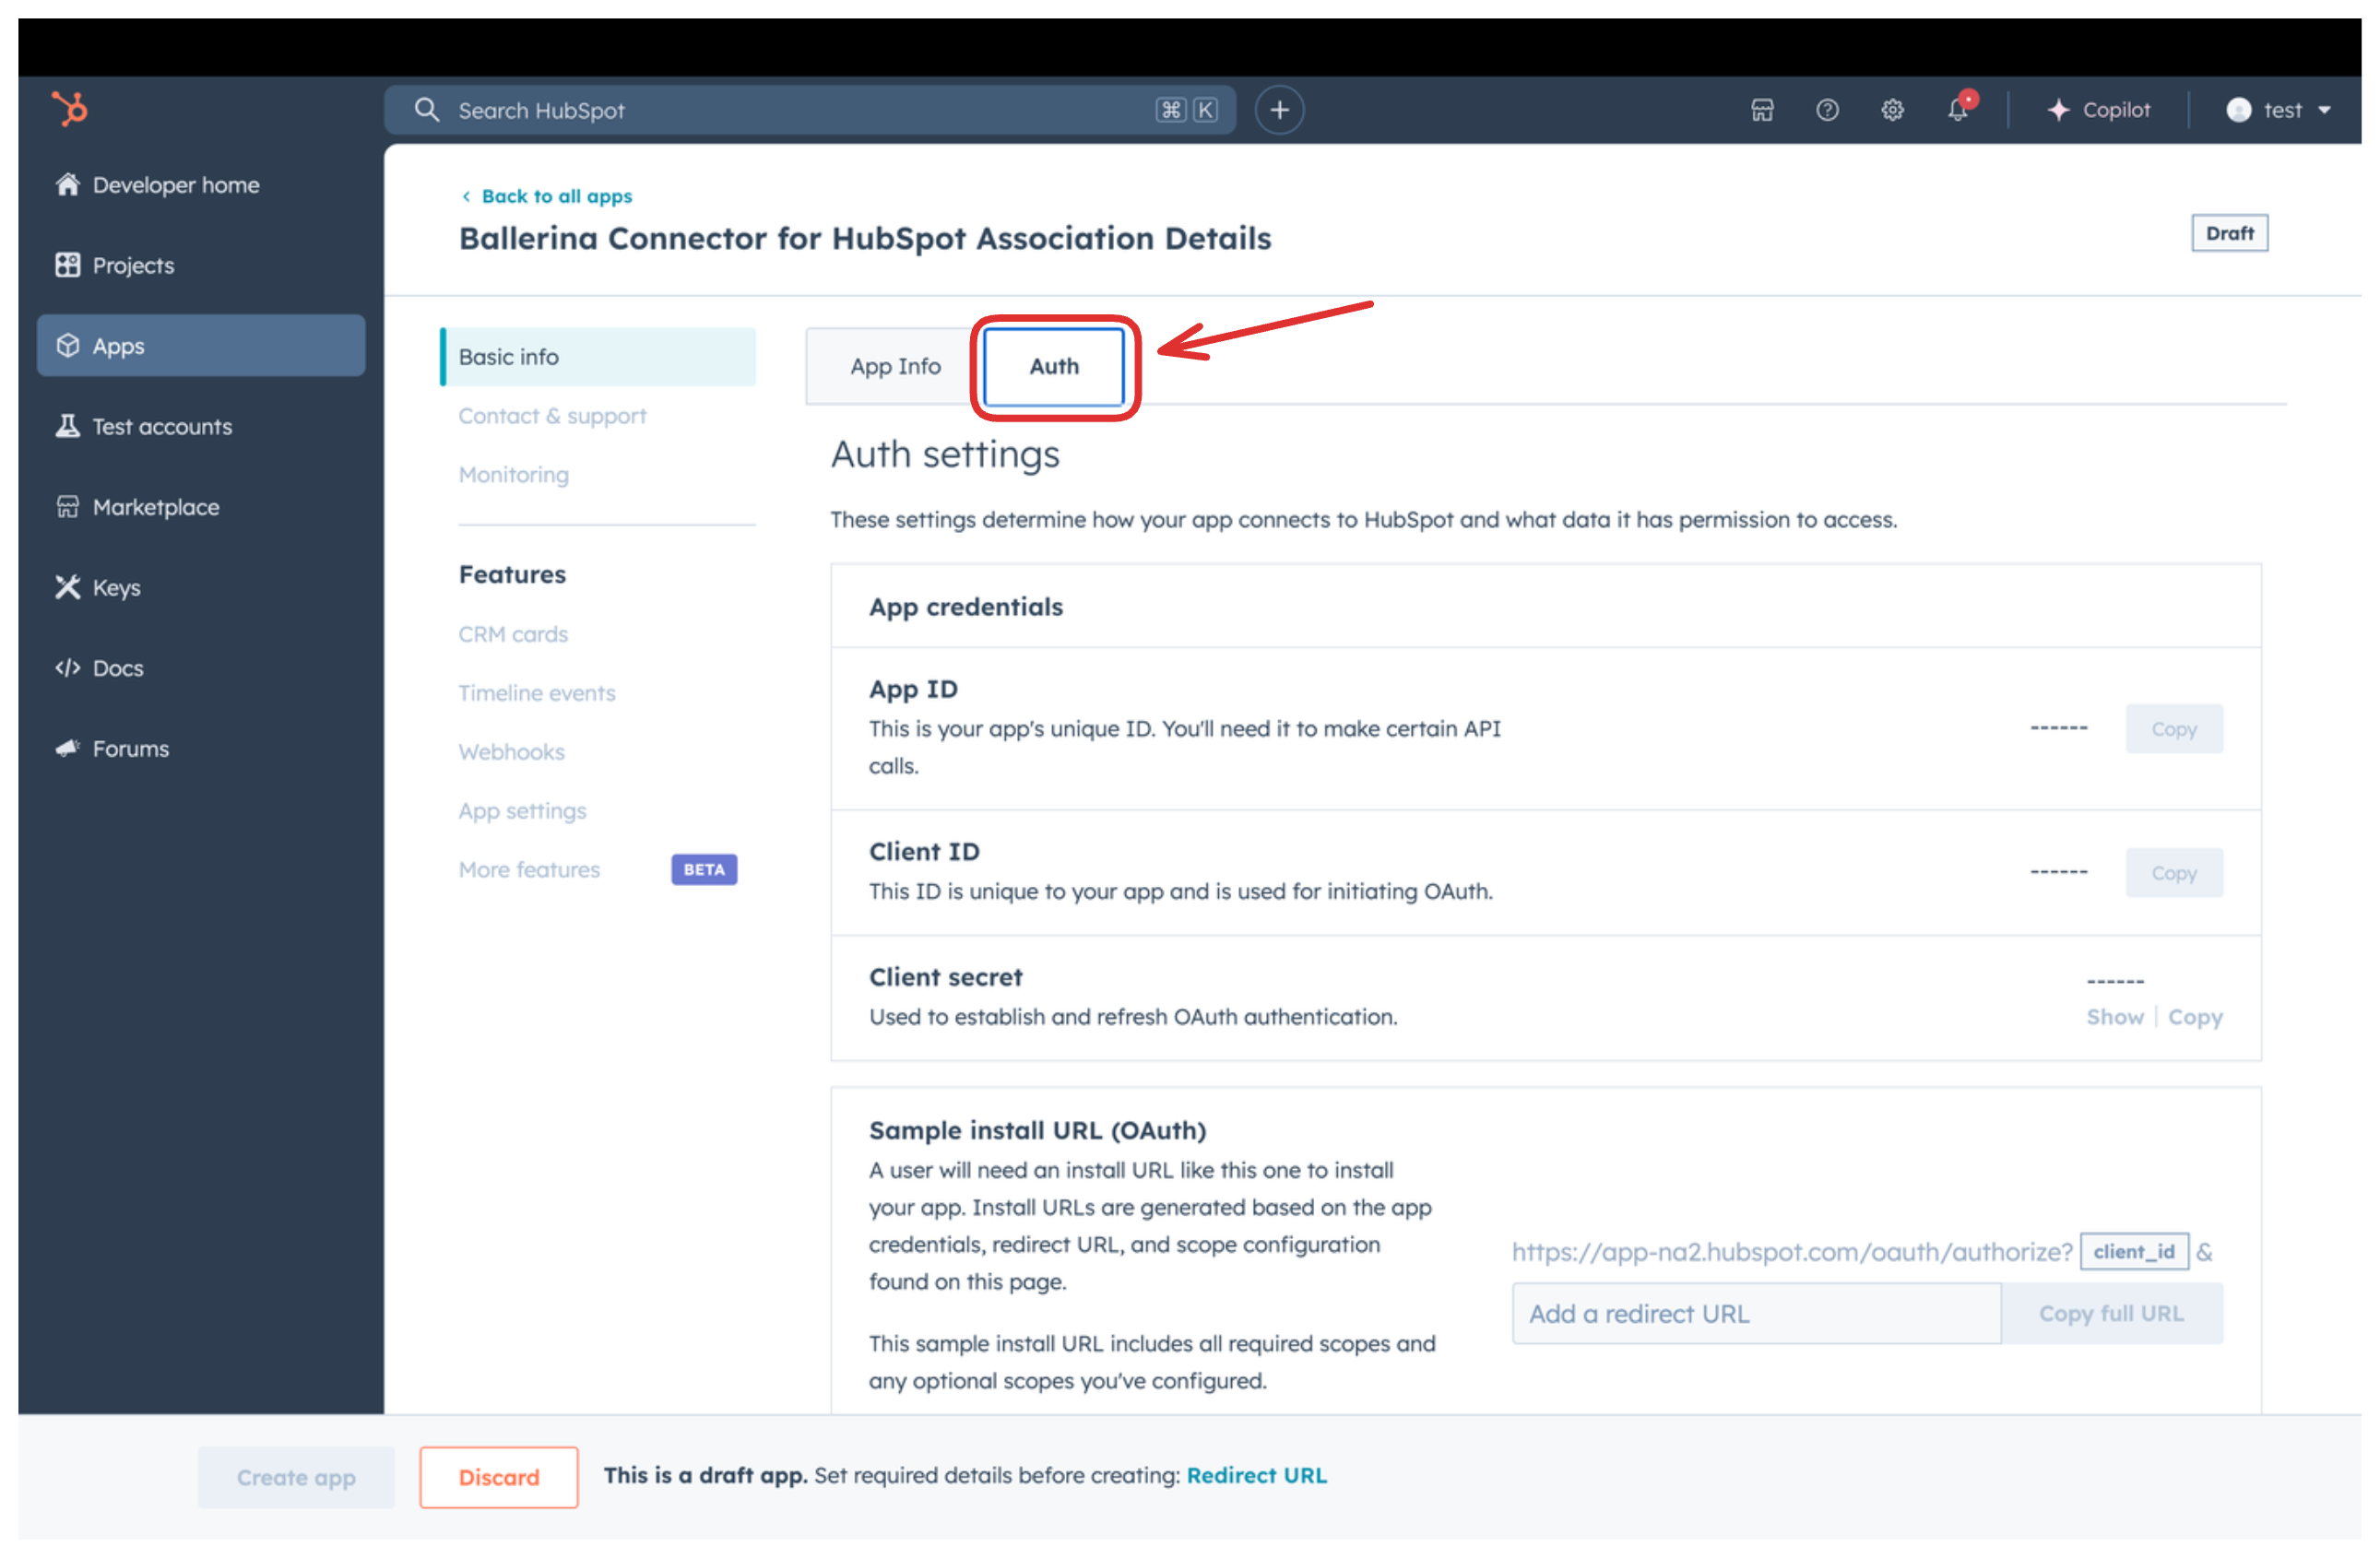 Search HubSpot
⌘ K
+
Copilot
test
Developer home
Projects
Apps
Test accounts
Marketplace
Keys
Docs
Forums
Back to all apps
Ballerina Connector for HubSpot Association Details
Draft
Basic info
Contact & support
Monitoring
Features
CRM cards
Timeline events
Webhooks
App settings
More features BETA
App Info
Auth
Auth settings
These settings determine how your app connects to HubSpot and what data it has permission to access.
App credentials
App ID
This is your app's unique ID. You'll need it to make certain API
calls.
------ Copy
Client ID
This ID is unique to your app and is used for initiating OAuth.
------ Copy
Client secret
Used to establish and refresh OAuth authentication.
------
Show | Copy
Sample install URL (OAuth)
A user will need an install URL like this one to install
your app. Install URLs are generated based on the app
credentials, redirect URL, and scope configuration
found on this page.
This sample install URL includes all required scopes and
any optional scopes you've configured.
https://app-na2.hubspot.com/oauth/authorize? client_id &
Add a redirect URL
Copy full URL
Create app
Discard
This is a draft app. Set required details before creating: Redirect URL